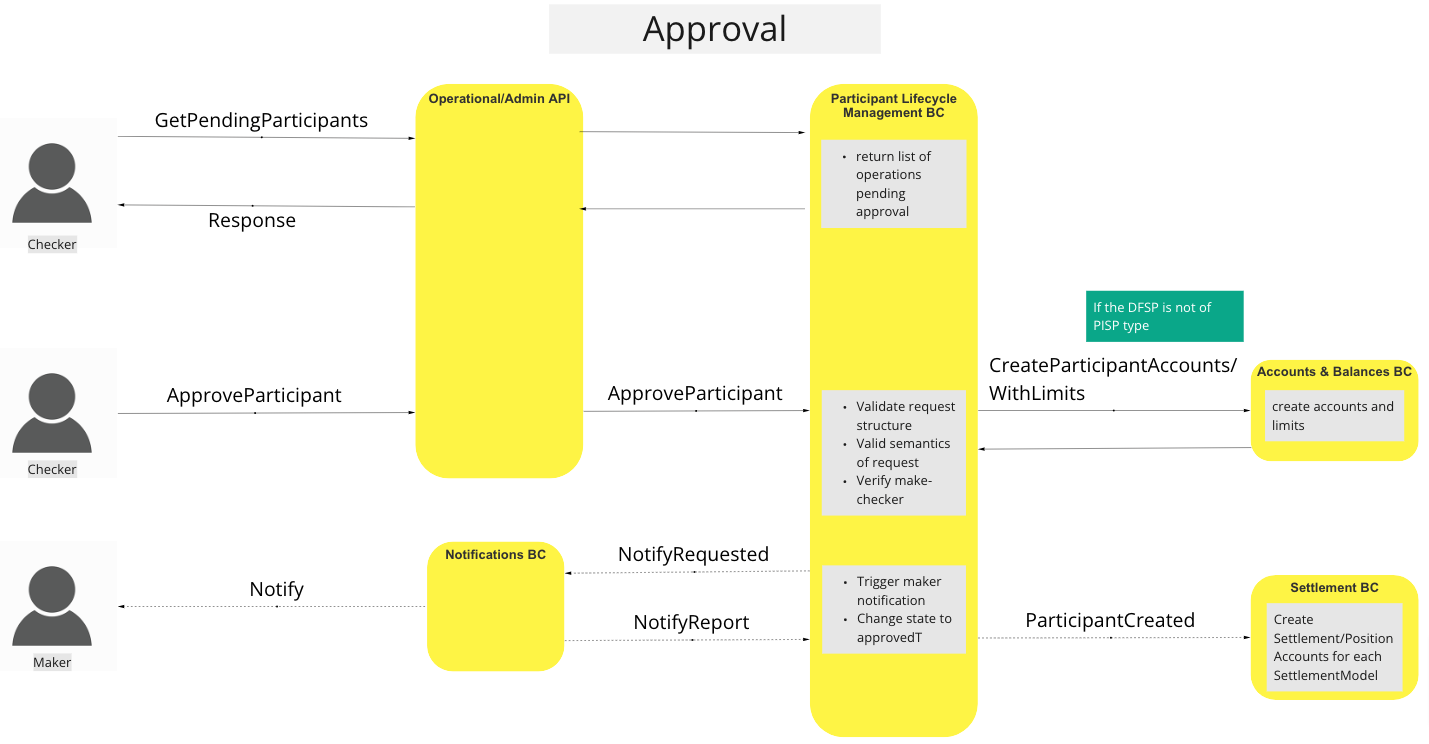 Approval
Operational/Admin API
Participant Lifecycle
Management BC
GetPendingParticipants
• return list of
operations
pending
approval
Response
Checker
If the DFSP is not of
PISP type
CreateParticipantAccounts/
WithLimits
Accounts & Balances BC
create accounts and
limits
ApproveParticipant
ApproveParticipant
• Validate request
structure
• Valid semantics
of request
• Verify make-
checker
Checker
Notifications BC
NotifyRequested
Notify
NotifyReport
• Trigger maker
notification
• Change state to
approvedT
ParticipantCreated
Settlement BC
Create
Settlement/Position
Accounts for each
SettlementModel
Maker